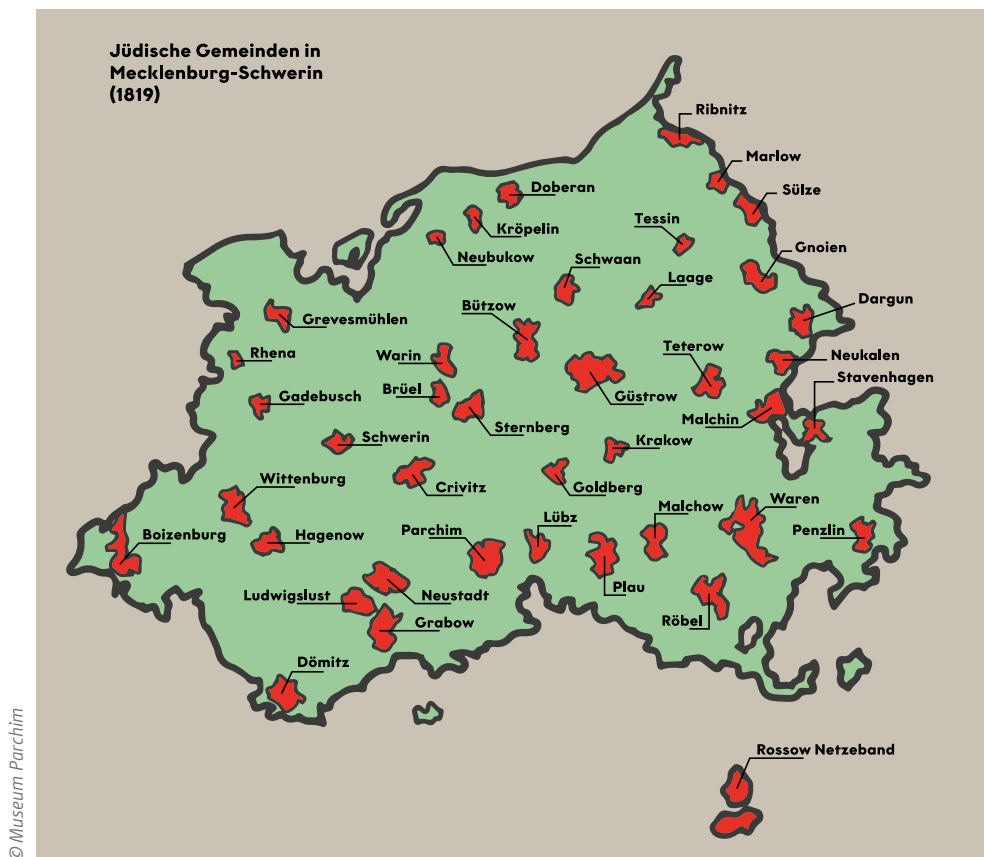 Jüdische Gemeinden in
Mecklenburg-Schwerin
(1819)
Ribnitz
Marlow
Sülze
Doberan
Kröpelin
Tessin
Neubukow
Gnoien
Schwaan
Laage
Dargun
Bützow
Grevesmühlen
Rhena
Warin
Teterow
Neukalen
Stavenhagen
Brüel
Gadebusch
Güstrow
Malchin
Sternberg
Schwerin
Krakow
Wittenburg
Crivitz
Goldberg
Waren
Malchow
Lübz
Parchim
Penzlin
Boizenburg
Hagenow
Plau
Ludwigslust
Neustadt
Röbel
Grabow
Dömitz
Rossow Netzeband
© Museum Parchim